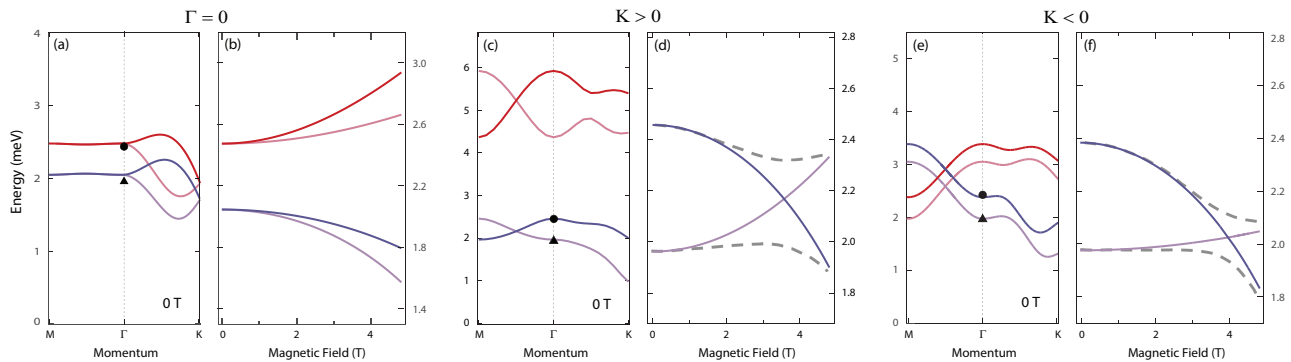 Γ = 0
K > 0
K < 0
Energy (meV)
(a)
4
3
2
1
0
0 T
M
Γ
K
Momentum
(b)
3.0
2.6
2.2
1.8
1.4
0
2
4
Magnetic Field (T)
(c)
6
5
4
3
2
1
0
0 T
M
Γ
K
Momentum
(d)
2.8
2.6
2.4
2.2
2.0
1.8
0
2
4
Magnetic Field (T)
(e)
5
4
3
2
1
0
0 T
M
Γ
K
Momentum
(f)
2.8
2.6
2.4
2.2
2.0
1.8
0
2
4
Magnetic Field (T)